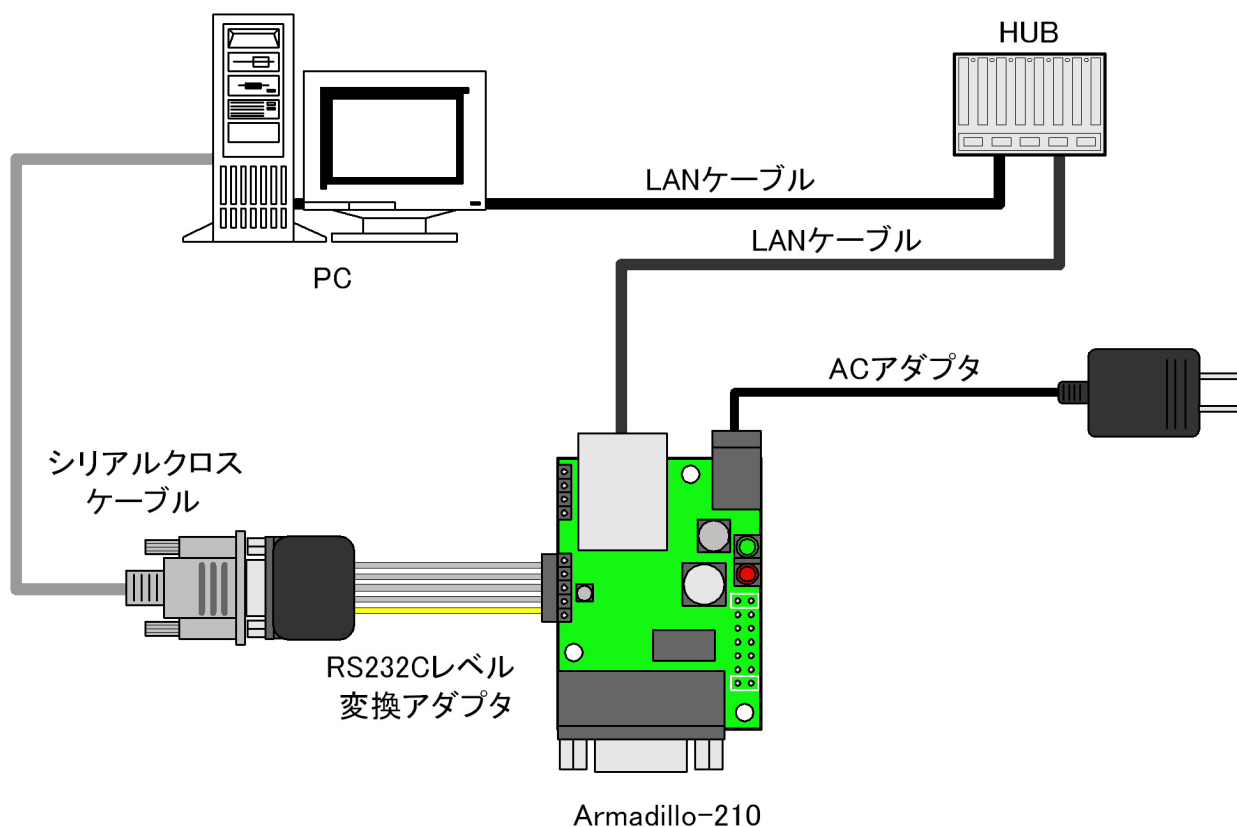 HUB
LANケーブル
LANケーブル
PC
ACアダプタ
シリアルクロス
ケーブル
RS232Cレベル
変換アダプタ
Armadillo-210